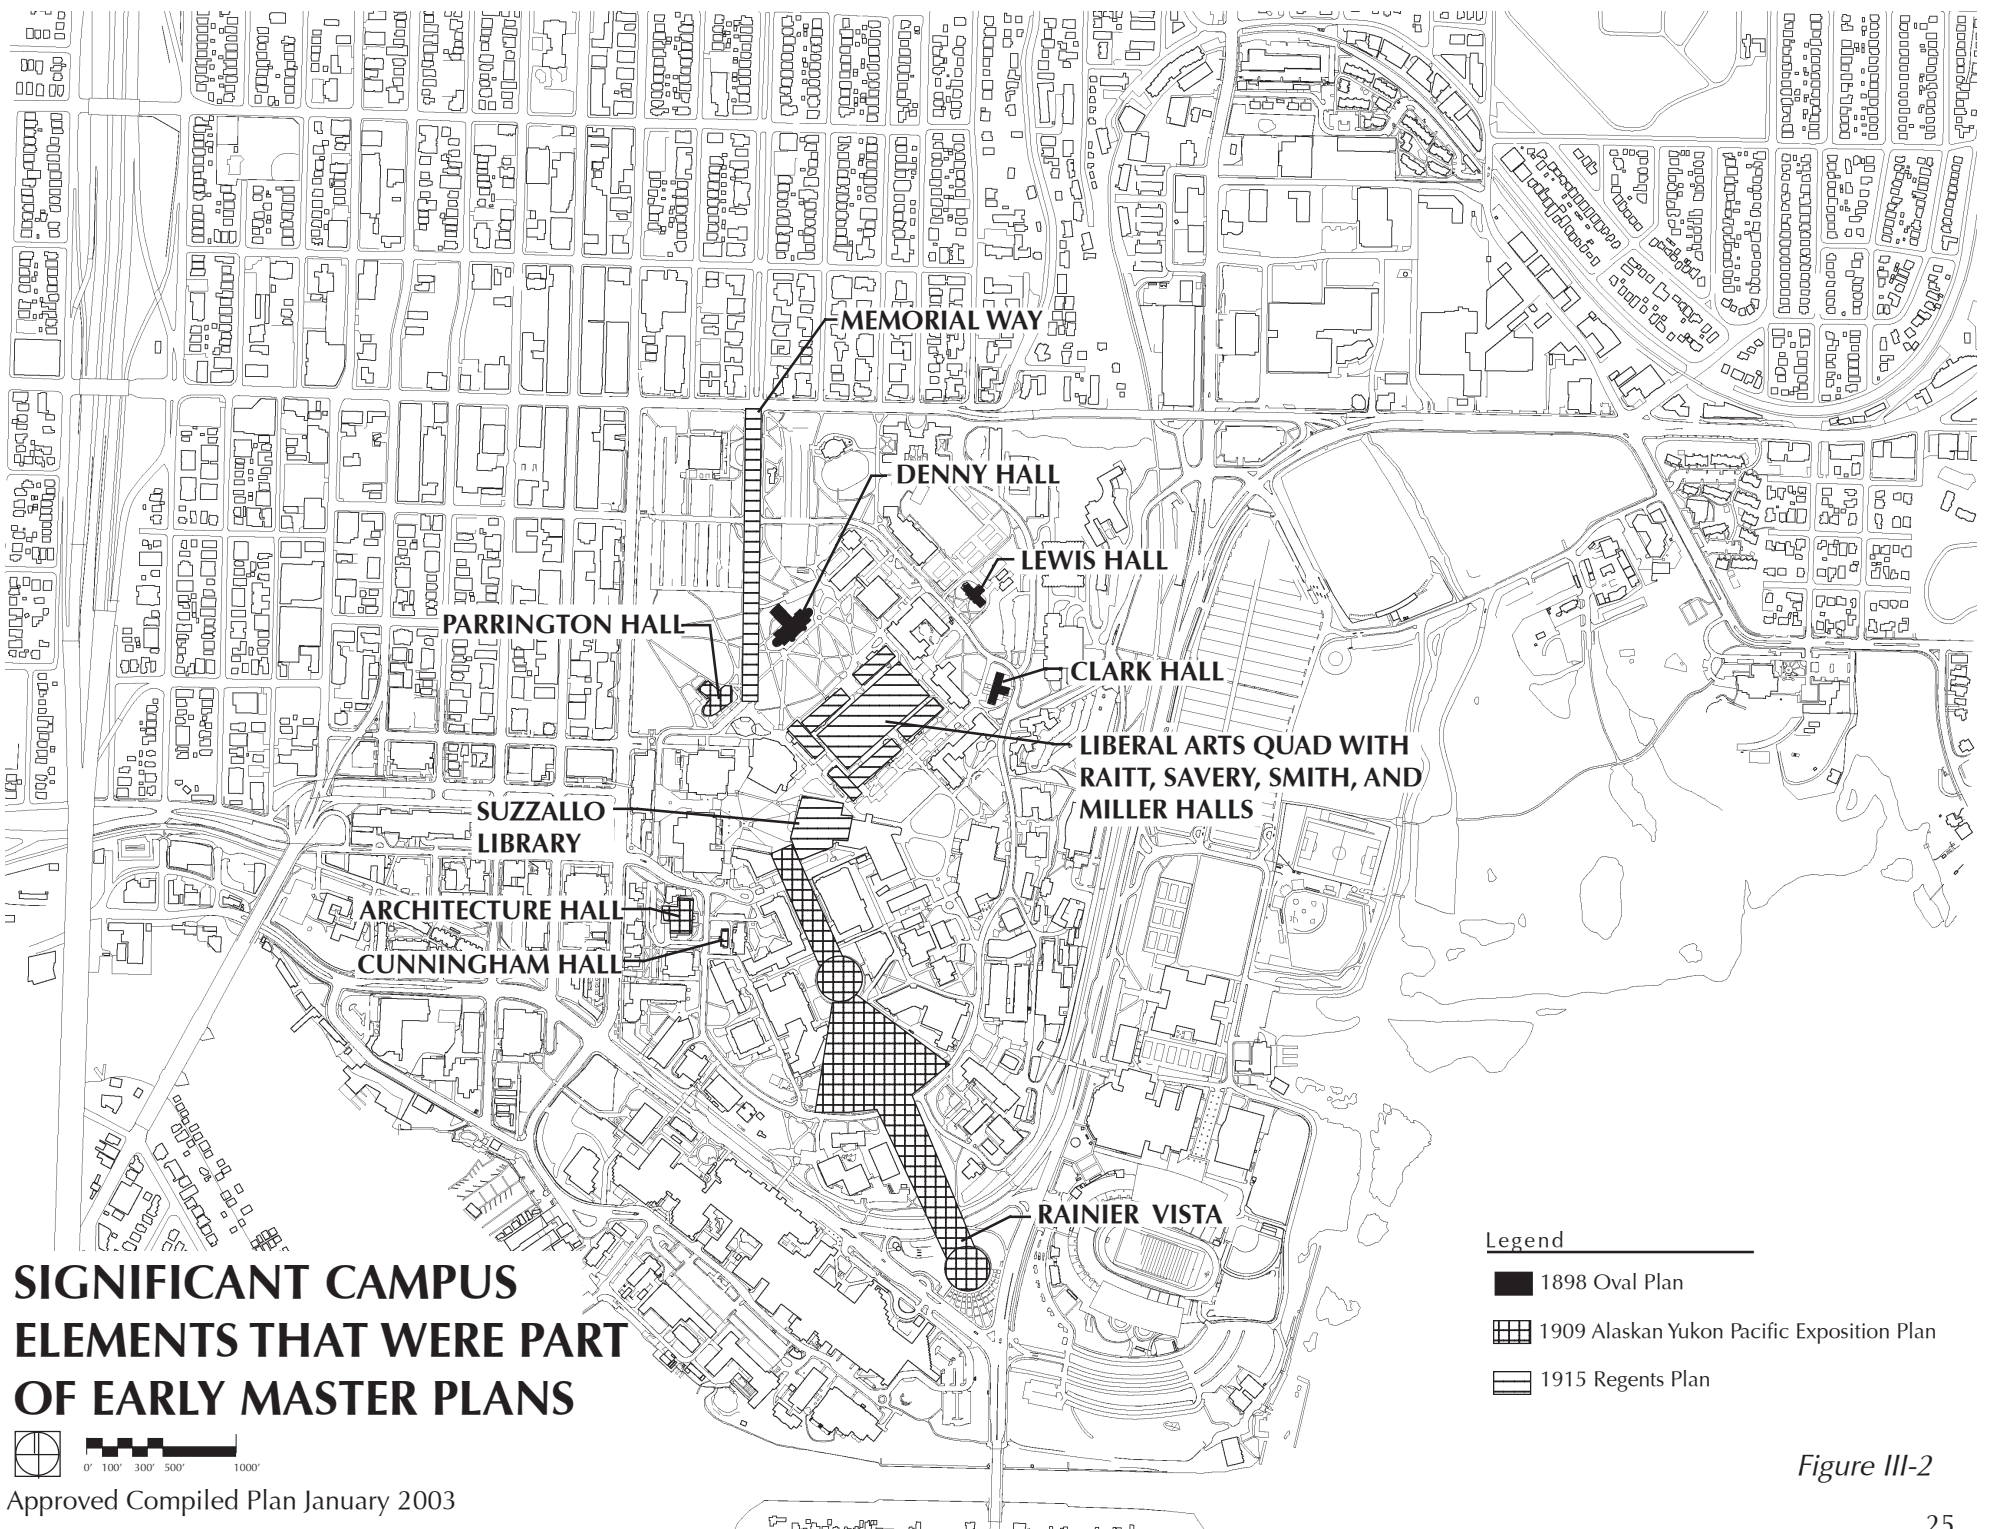 MEMORIAL WAY
DENNY HALL
LEWIS HALL
PARRINGTON HALL
CLARK HALL
LIBERAL ARTS QUAD WITH
RAITT, SAVERY, SMITH, AND
MILLER HALLS
SUZZALLO
LIBRARY
ARCHITECTURE HALL
CUNNINGHAM HALL
RAINIER VISTA
Legend
1898 Oval Plan
1909 Alaskan Yukon Pacific Exposition Plan
1915 Regents Plan
SIGNIFICANT CAMPUS
ELEMENTS THAT WERE PART
OF EARLY MASTER PLANS
0' 100' 300' 500' 1000'
Approved Compiled Plan January 2003
Figure III-2
25